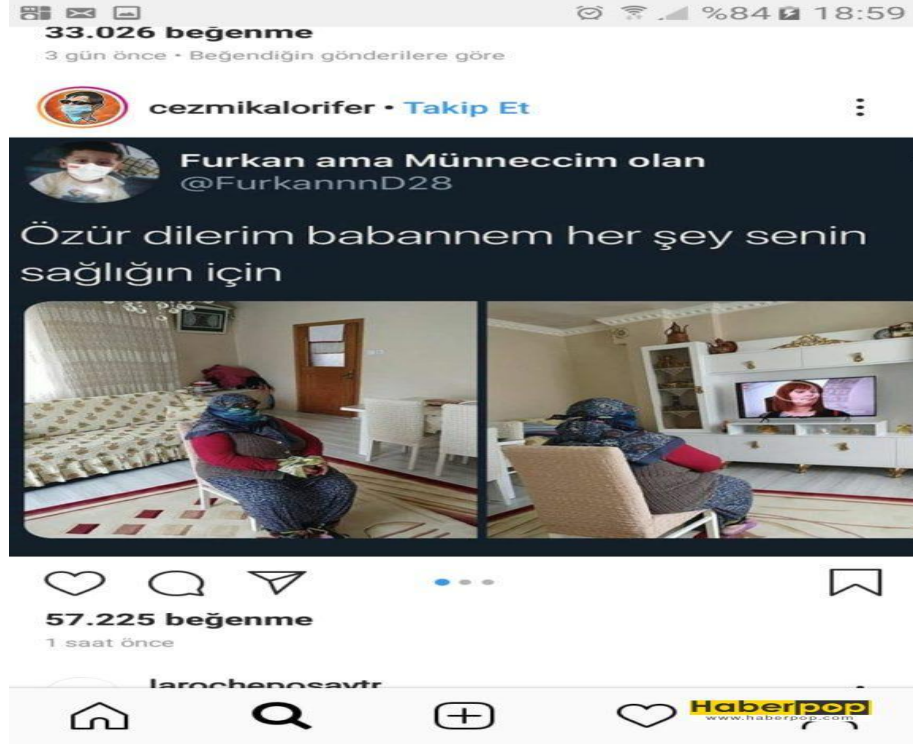 %84 18:59
33.026 beğenme
3 gün önce • Beğendiğin gönderilere göre
cezmikalorifer • Takip Et
Furkan ama Münneccim olan
@FurkannnD28
Özür dilerim babannem her şey senin
sağlığın için
57.225 beğenme
1 saat önce
larocheposaytr
Haberpop
www.haberpop.com